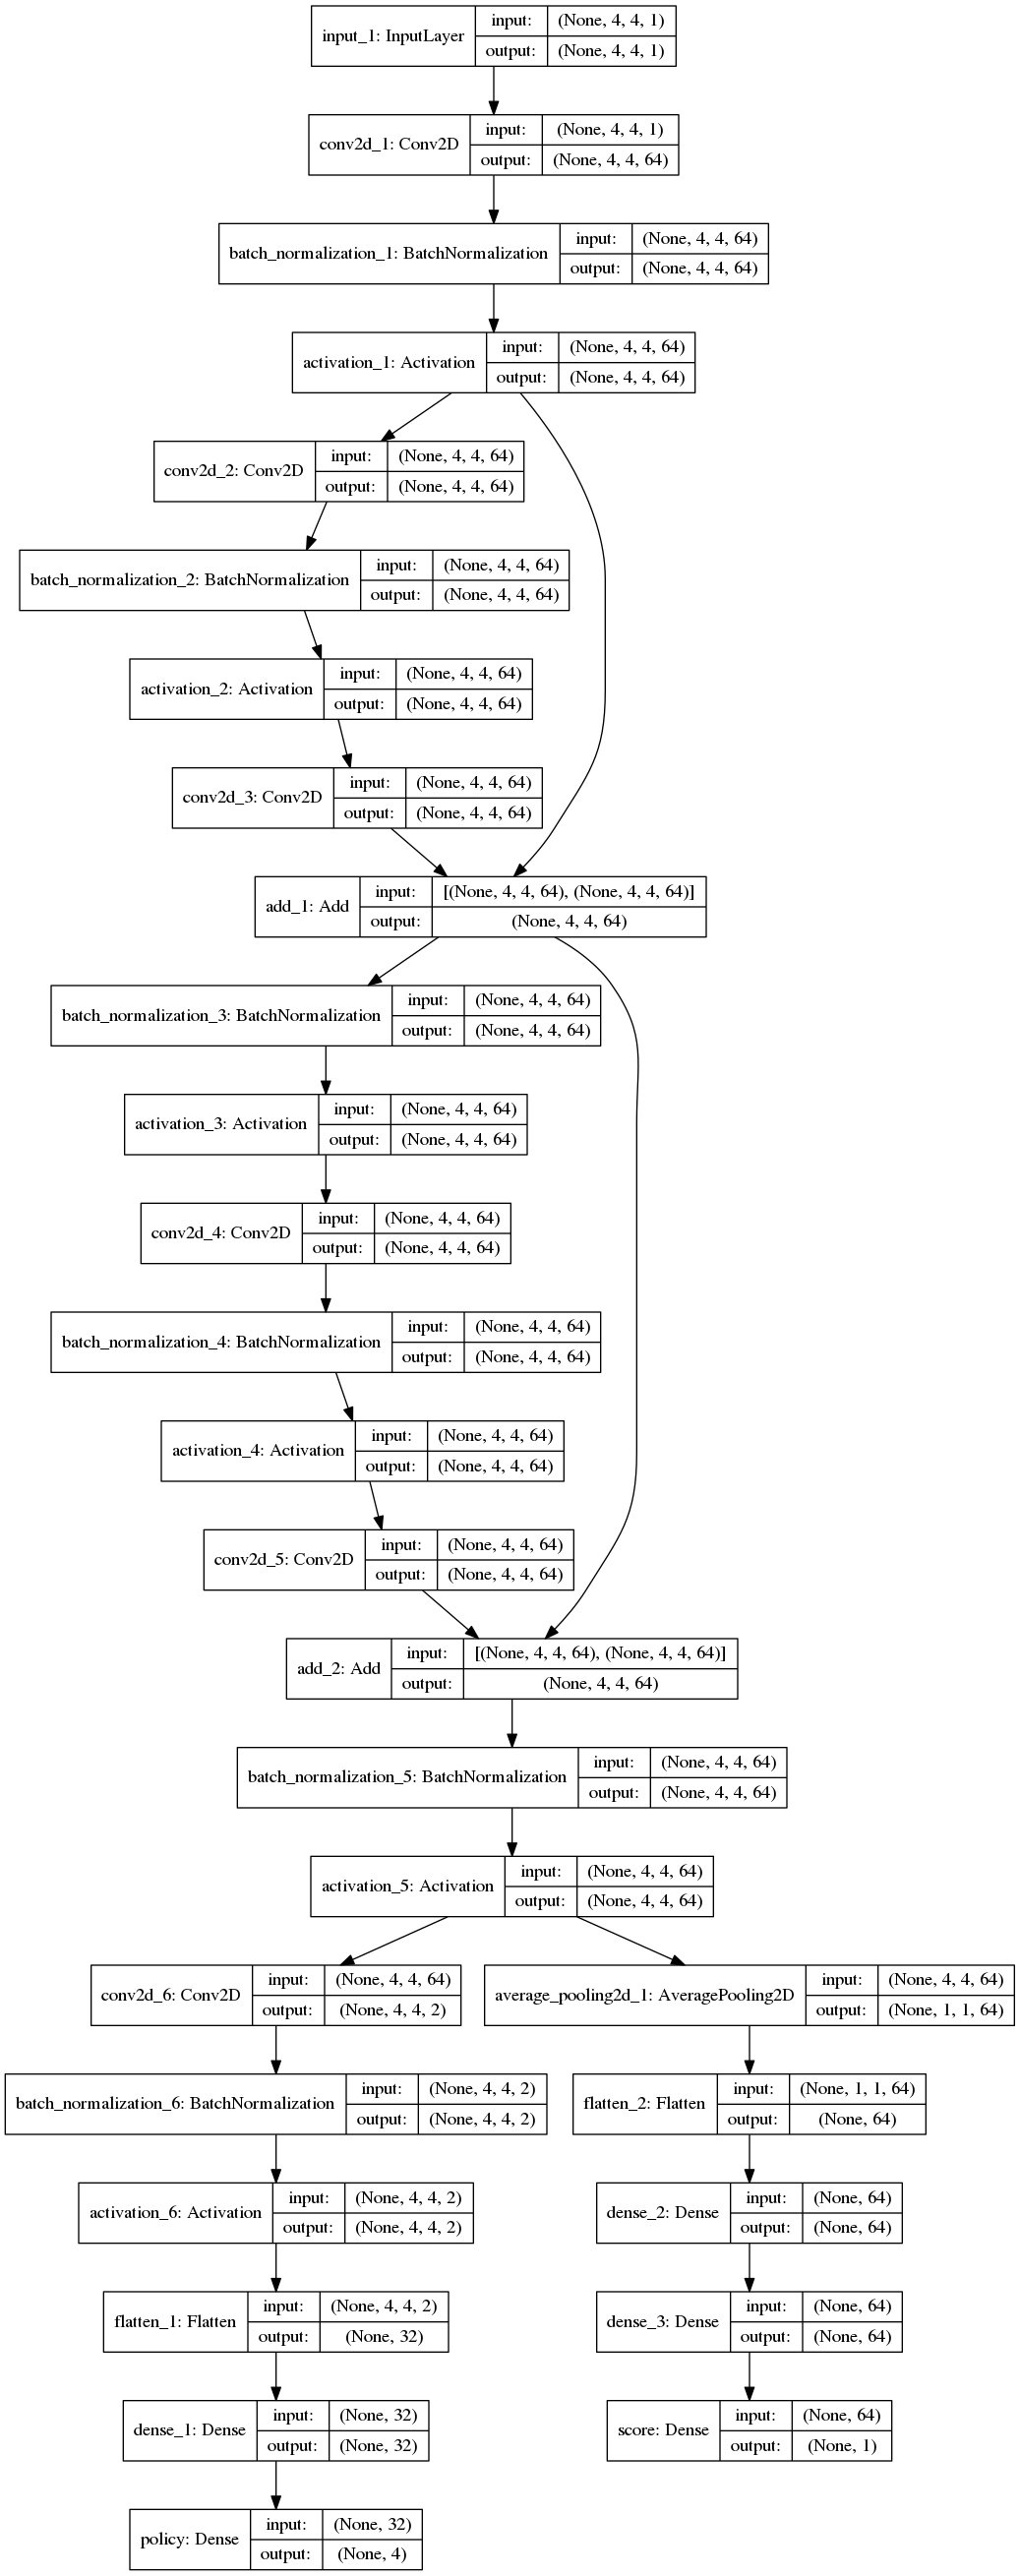 input_1: InputLayer
input: (None, 4, 4, 1)
output: (None, 4, 4, 1)
conv2d_1: Conv2D
input: (None, 4, 4, 1)
output: (None, 4, 4, 64)
batch_normalization_1: BatchNormalization
input: (None, 4, 4, 64)
output: (None, 4, 4, 64)
activation_1: Activation
input: (None, 4, 4, 64)
output: (None, 4, 4, 64)
conv2d_2: Conv2D
input: (None, 4, 4, 64)
output: (None, 4, 4, 64)
batch_normalization_2: BatchNormalization
input: (None, 4, 4, 64)
output: (None, 4, 4, 64)
activation_2: Activation
input: (None, 4, 4, 64)
output: (None, 4, 4, 64)
conv2d_3: Conv2D
input: (None, 4, 4, 64)
output: (None, 4, 4, 64)
add_1: Add
input: [(None, 4, 4, 64), (None, 4, 4, 64)]
output: (None, 4, 4, 64)
batch_normalization_3: BatchNormalization
input: (None, 4, 4, 64)
output: (None, 4, 4, 64)
activation_3: Activation
input: (None, 4, 4, 64)
output: (None, 4, 4, 64)
conv2d_4: Conv2D
input: (None, 4, 4, 64)
output: (None, 4, 4, 64)
batch_normalization_4: BatchNormalization
input: (None, 4, 4, 64)
output: (None, 4, 4, 64)
activation_4: Activation
input: (None, 4, 4, 64)
output: (None, 4, 4, 64)
conv2d_5: Conv2D
input: (None, 4, 4, 64)
output: (None, 4, 4, 64)
add_2: Add
input: [(None, 4, 4, 64), (None, 4, 4, 64)]
output: (None, 4, 4, 64)
batch_normalization_5: BatchNormalization
input: (None, 4, 4, 64)
output: (None, 4, 4, 64)
activation_5: Activation
input: (None, 4, 4, 64)
output: (None, 4, 4, 64)
conv2d_6: Conv2D
input: (None, 4, 4, 64)
output: (None, 4, 4, 2)
average_pooling2d_1: AveragePooling2D
input: (None, 4, 4, 64)
output: (None, 1, 1, 64)
batch_normalization_6: BatchNormalization
input: (None, 4, 4, 2)
output: (None, 4, 4, 2)
flatten_2: Flatten
input: (None, 1, 1, 64)
output: (None, 64)
activation_6: Activation
input: (None, 4, 4, 2)
output: (None, 4, 4, 2)
dense_2: Dense
input: (None, 64)
output: (None, 64)
flatten_1: Flatten
input: (None, 4, 4, 2)
output: (None, 32)
dense_3: Dense
input: (None, 64)
output: (None, 64)
dense_1: Dense
input: (None, 32)
output: (None, 32)
score: Dense
input: (None, 64)
output: (None, 1)
policy: Dense
input: (None, 32)
output: (None, 4)